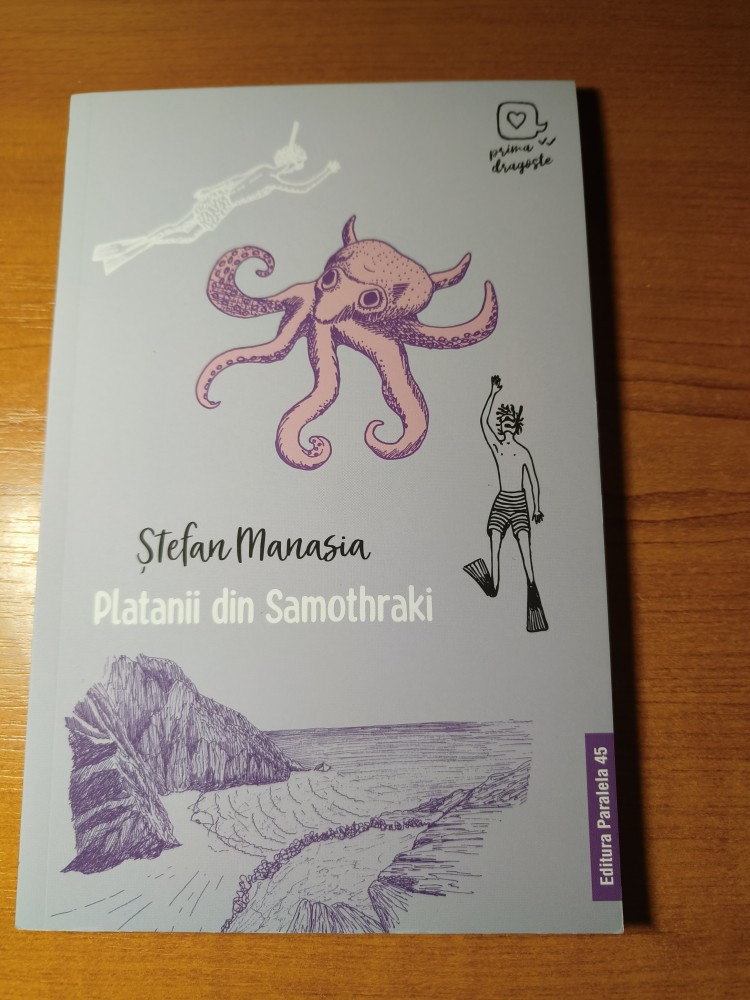 prima
dragoste
Ștefan Manasia
Platanii din Samothraki
Editura Paralela 45